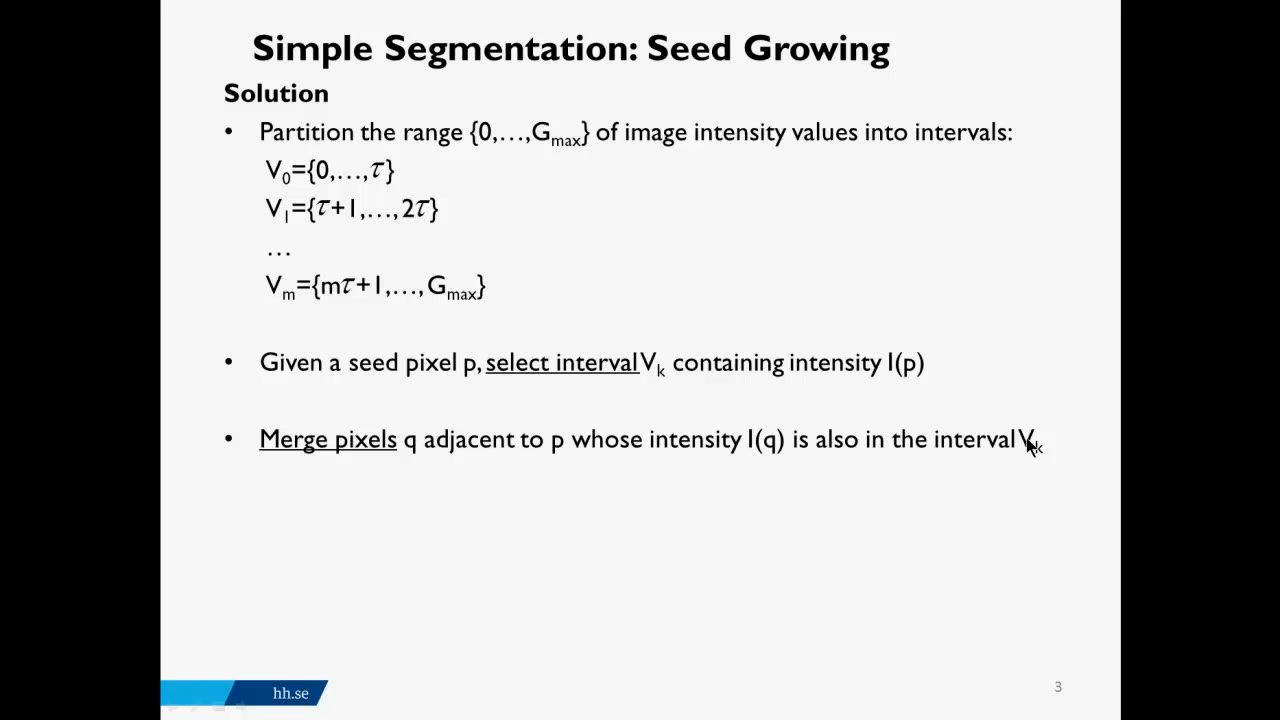 Simple Segmentation: Seed Growing
Solution
• Partition the range {0,…,Gmax} of image intensity values into intervals:
V0={0,…,τ}
V1={τ+1,…,2τ}
…
Vm={mτ+1,…,Gmax}
• Given a seed pixel p, select interval Vk containing intensity I(p)
• Merge pixels q adjacent to p whose intensity I(q) is also in the interval Vk
hh.se
3